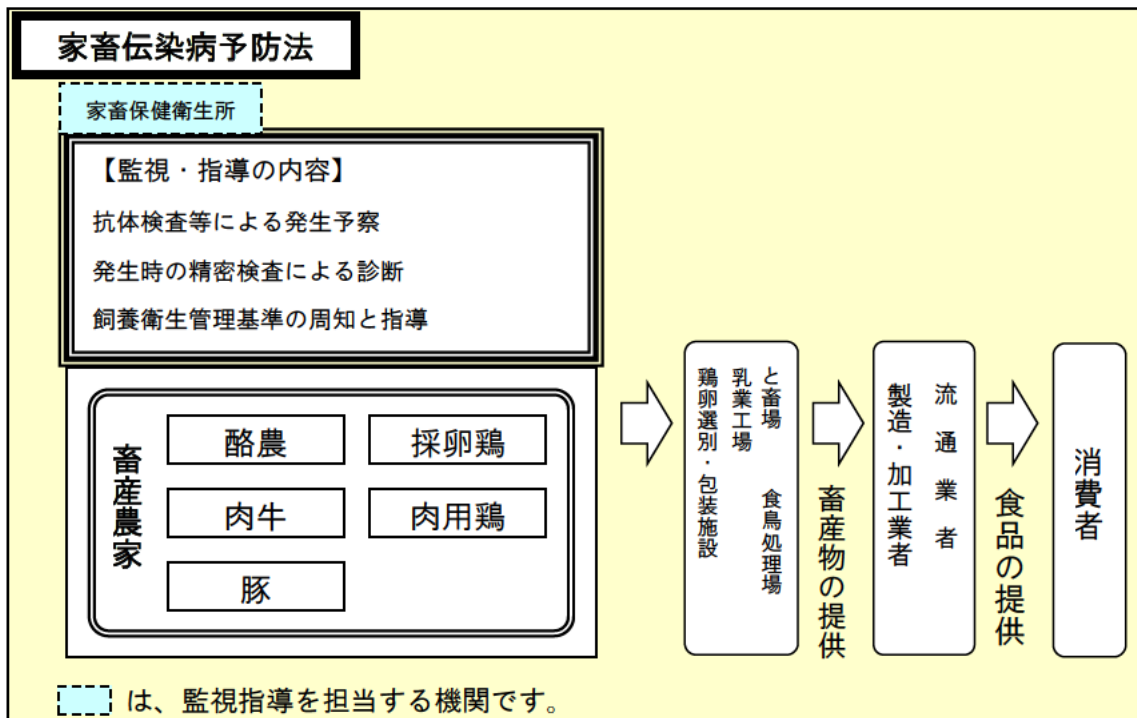 家畜伝染病予防法
家畜保健衛生所
【監視・指導の内容】
抗体検査等による発生予察
発生時の精密検査による診断
飼養衛生管理基準の周知と指導
畜産農家
酪農
採卵鶏
肉牛
肉用鶏
豚
と畜場 食鳥処理場
乳業工場
鶏卵選別・包装施設
畜産物の提供
流通業者
製造・加工業者
食品の提供
消費者
は、監視指導を担当する機関です。